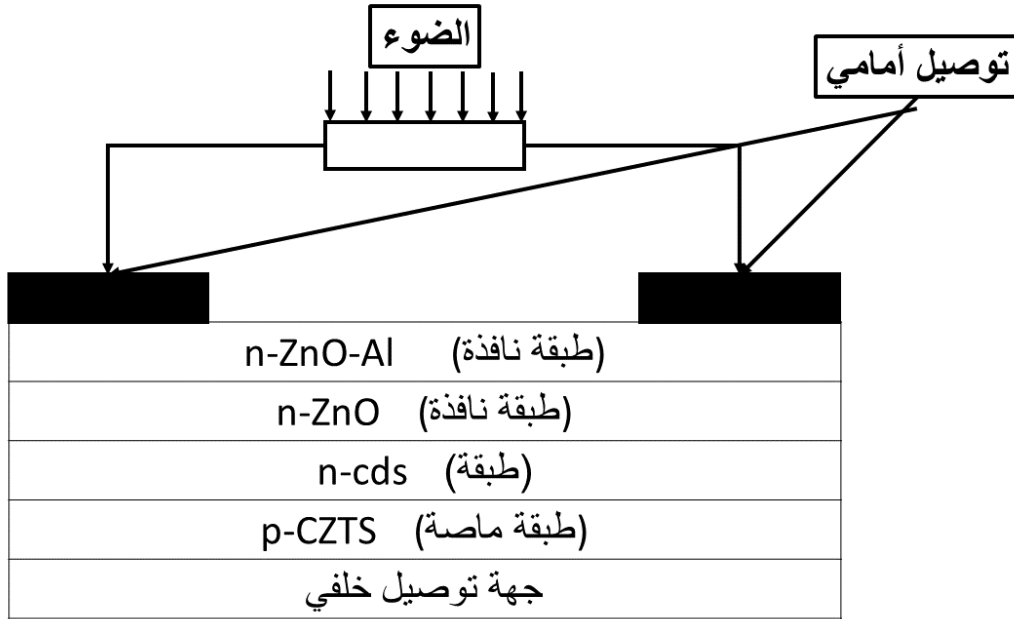 الضوء
توصيل أمامي
n-ZnO-Al (طبقة نافذة)
n-ZnO (طبقة نافذة)
n-cds (طبقة)
p-CZTS (طبقة ماصة)
جهة توصيل خلفي